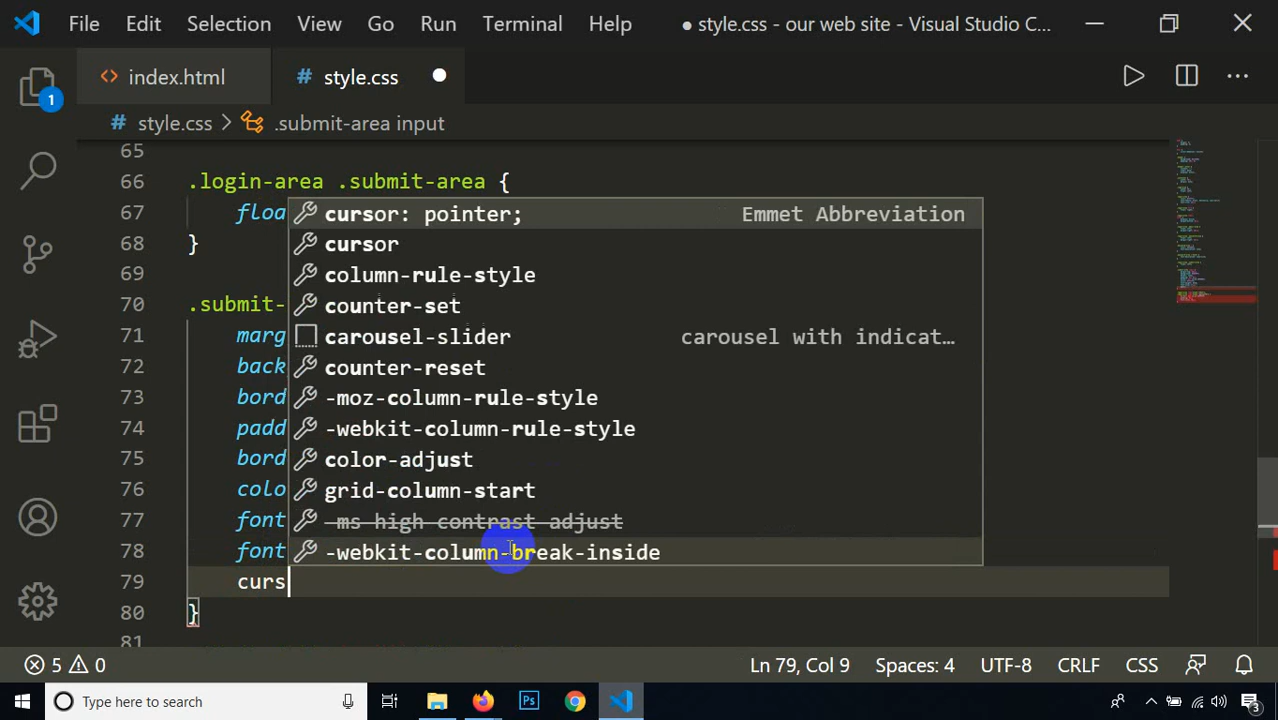 File Edit Selection View Go Run Terminal Help ● style.css - our web site - Visual Studio C...
1
<> index.html # style.css ●
# style.css > .submit-area input
65
66 .login-area .submit-area {
67 floa
68 }
69
70 .submit-
71 marg
72 back
73 bord
74 padd
75 bord
76 colo
77 font
78 font
79 curs
80 }
81
cursor: pointer; Emmet Abbreviation
cursor
column-rule-style
counter-set
carousel-slider carousel with indicat...
counter-reset
-moz-column-rule-style
-webkit-column-rule-style
color-adjust
grid-column-start
-ms-high-contrast-adjust
-webkit-column-break-inside
5 0 Ln 79, Col 9 Spaces: 4 UTF-8 CRLF CSS
Type here to search Ps 3